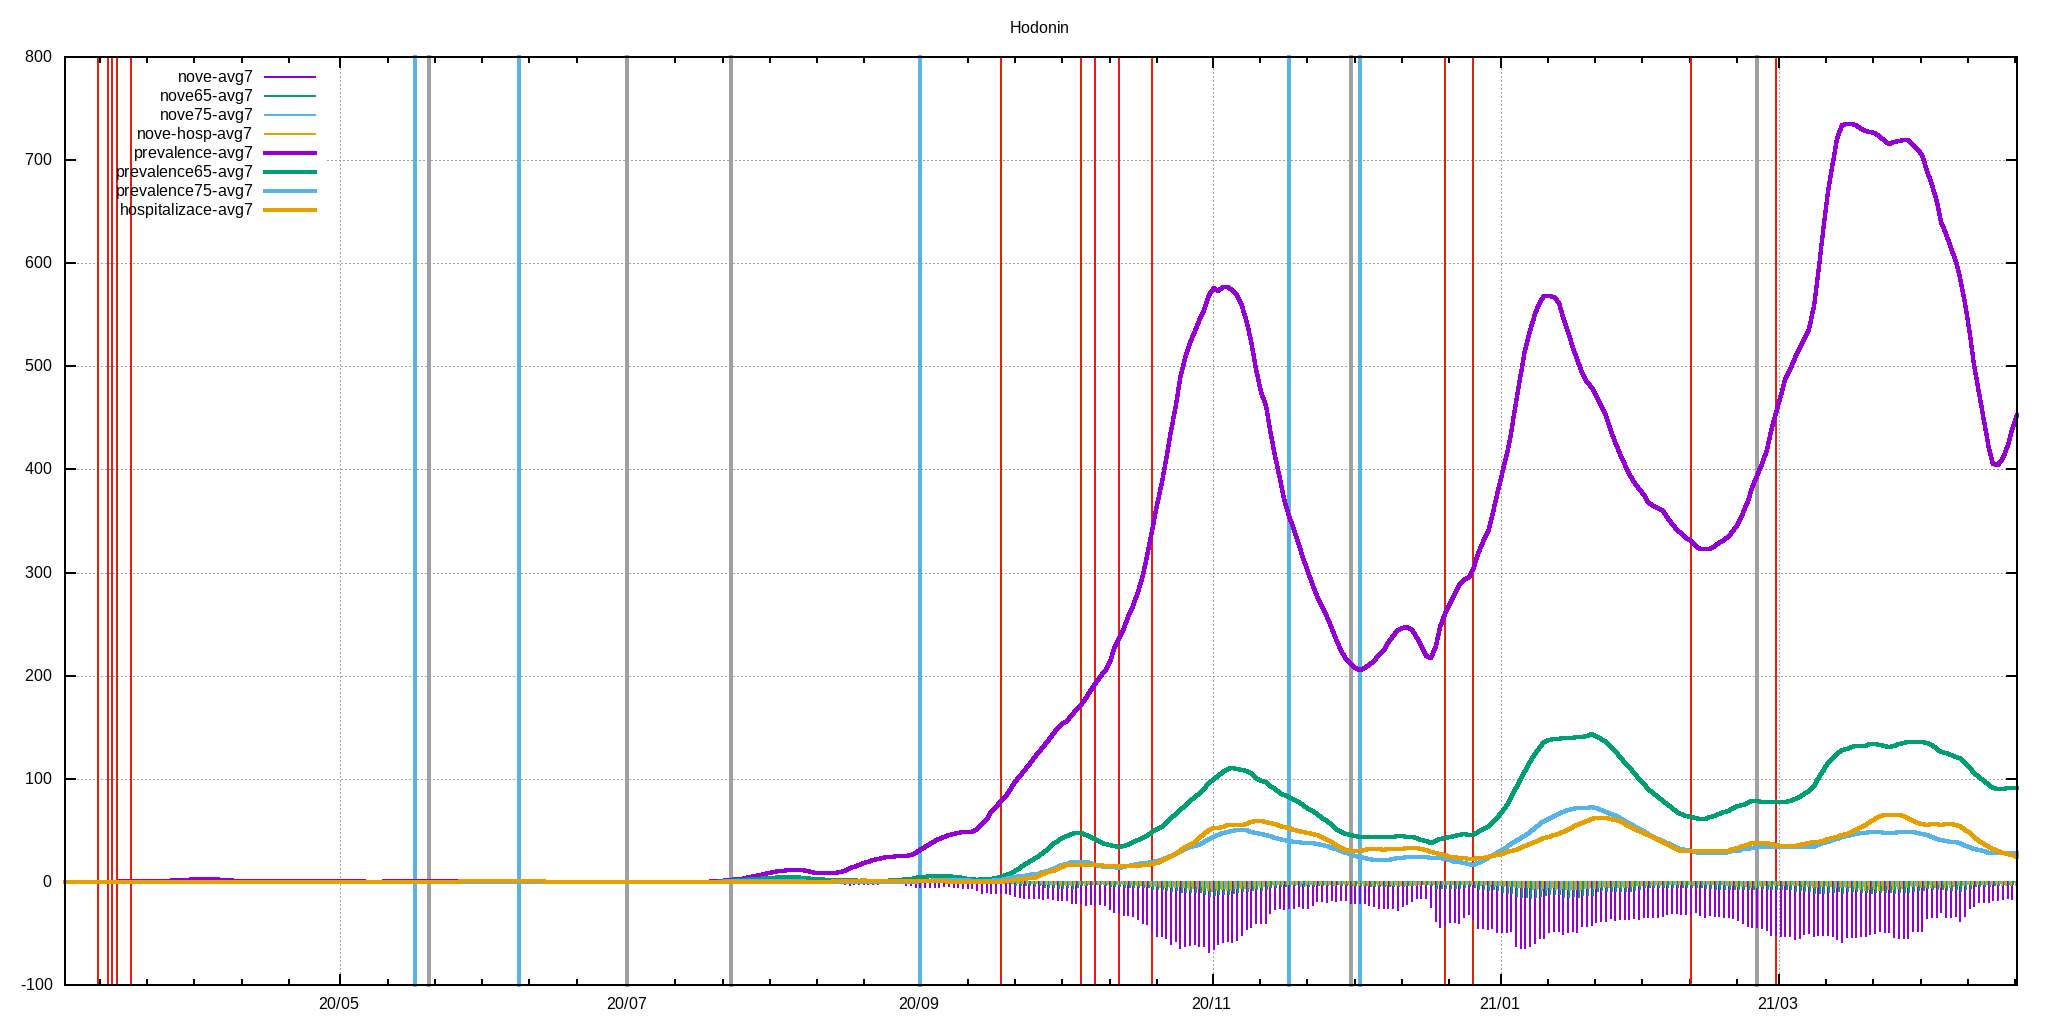 Hodonin
800
700
600
500
400
300
200
100
0
-100
nove-avg7
nove65-avg7
nove75-avg7
nove-hosp-avg7
prevalence-avg7
prevalence65-avg7
prevalence75-avg7
hospitalizace-avg7
20/05
20/07
20/09
20/11
21/01
21/03